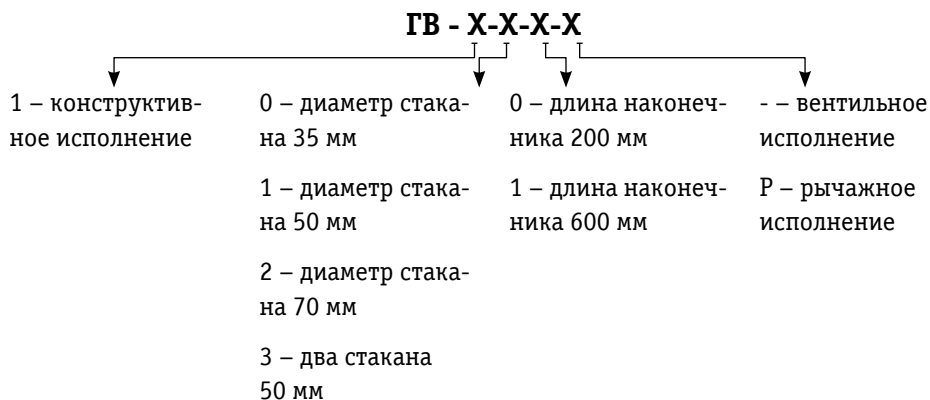 ГВ - Х-Х-Х-Х
1 – конструктив-
ное исполнение
0 – диаметр стака-
на 35 мм
1 – диаметр стака-
на 50 мм
2 – диаметр стака-
на 70 мм
3 – два стакана
50 мм
0 – длина наконеч-
ника 200 мм
1 – длина наконеч-
ника 600 мм
- – вентильное
исполнение
Р – рычажное
исполнение